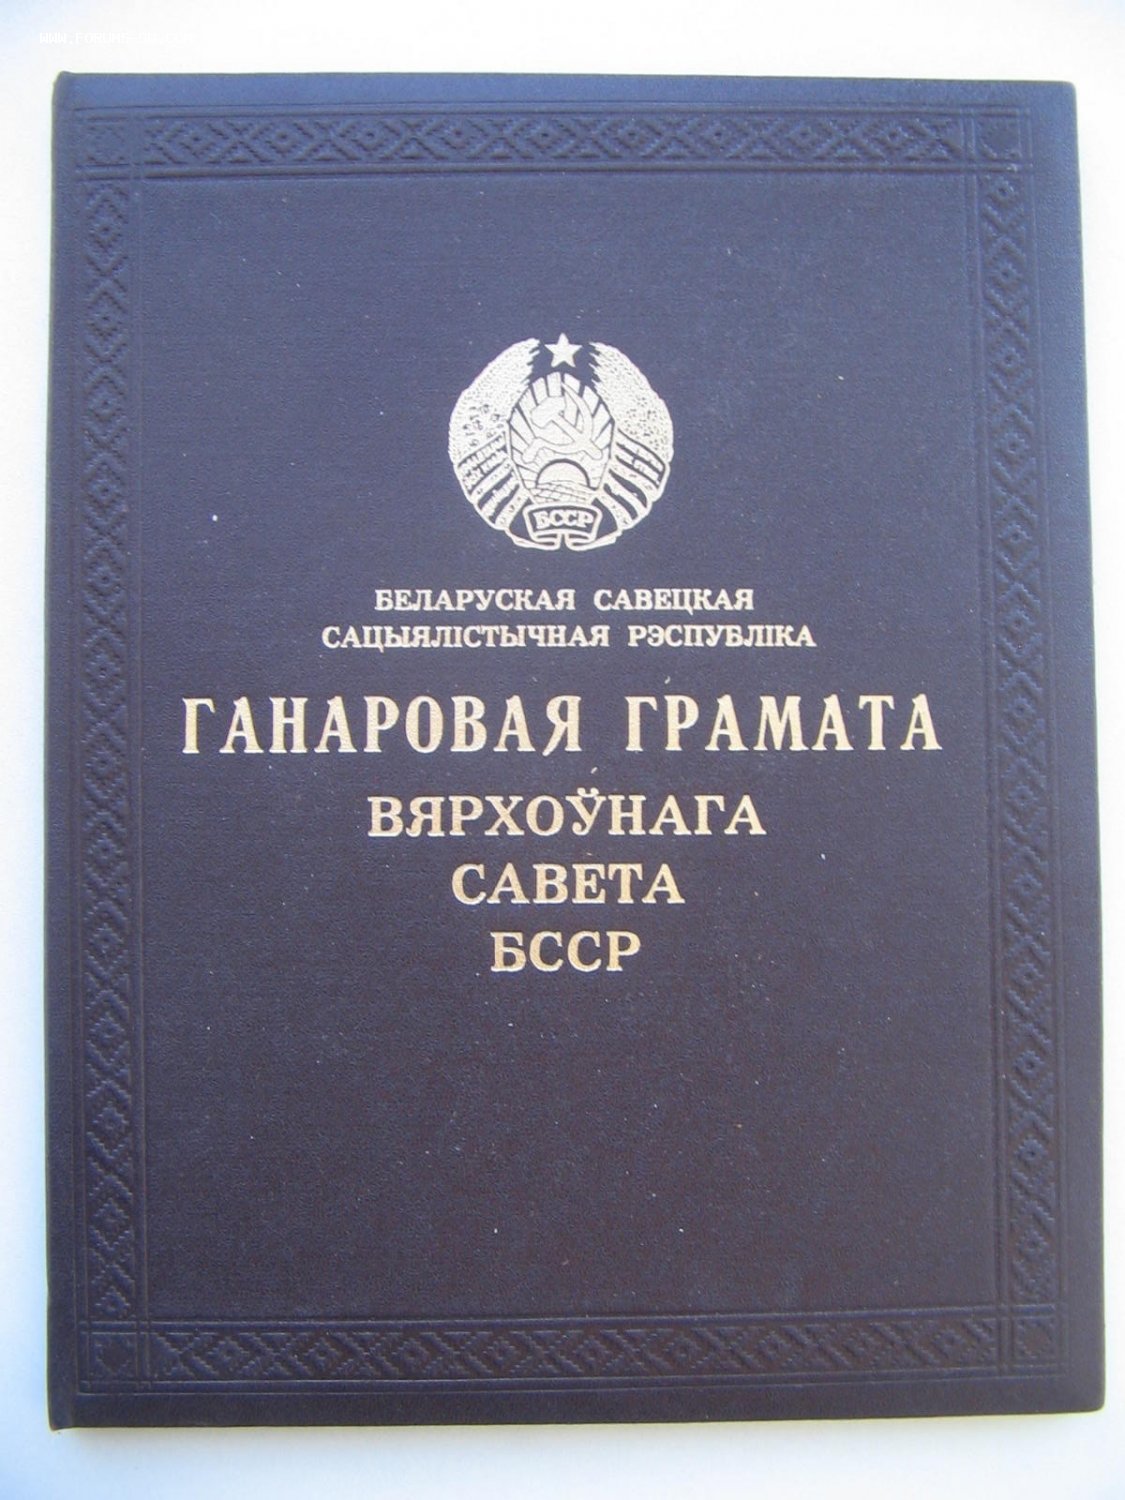 БССР
БЕЛАРУСКАЯ САВЕЦКАЯ
САЦЫЯЛІСТЫЧНАЯ РЭСПУБЛІКА
ГАНАРОВАЯ ГРАМАТА
ВЯРХОЎНАГА
САВЕТА
БССР